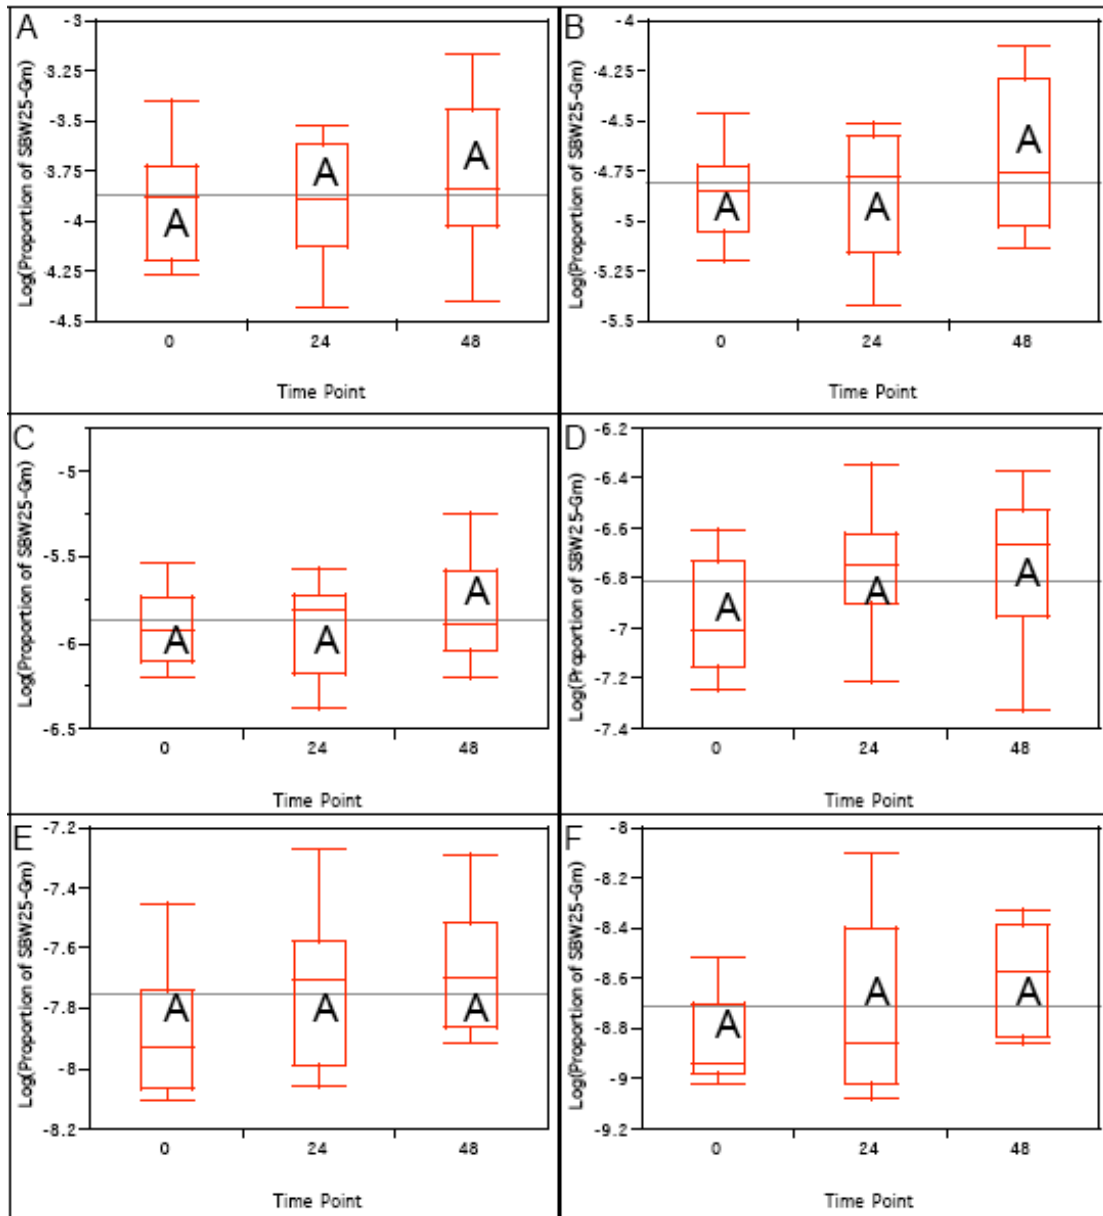 A
Log(Proportion of SBW25-Gm)
-3
-3.25
-3.5
-3.75
-4
-4.25
-4.5
A
A
A
0
24
48
Time Point
B
Log(Proportion of SBW25-Gm)
-4
-4.25
-4.5
-4.75
-5
-5.25
-5.5
A
A
A
0
24
48
Time Point
C
Log(Proportion of SBW25-Gm)
-5
-5.5
-6
-6.5
A
A
A
0
24
48
Time Point
D
Log(Proportion of SBW25-Gm)
-6.2
-6.4
-6.6
-6.8
-7
-7.2
-7.4
A
A
A
0
24
48
Time Point
E
Log(Proportion of SBW25-Gm)
-7.2
-7.4
-7.6
-7.8
-8
-8.2
A
A
A
0
24
48
Time Point
F
Log(Proportion of SBW25-Gm)
-8
-8.2
-8.4
-8.6
-8.8
-9
-9.2
A
A
A
0
24
48
Time Point